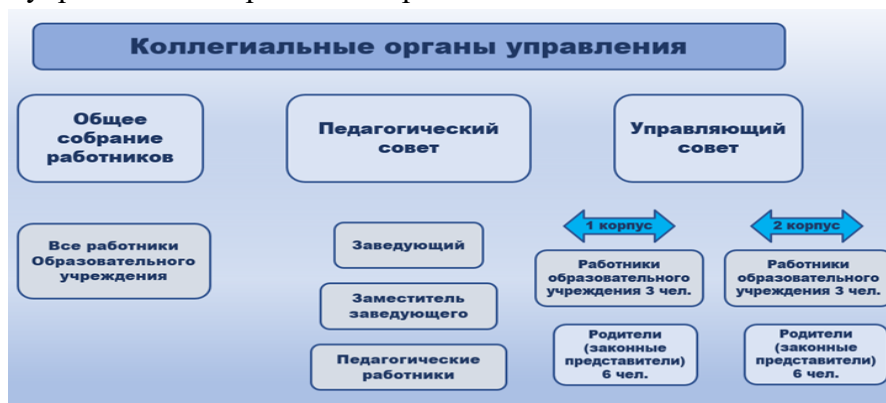 Коллегиальные органы управления
Общее
собрание
работников
Педагогический
совет
Управляющий
совет
Все работники
Образовательного
учреждения
Заведующий
Заместитель
заведующего
Педагогические
работники
1 корпус
Работники
образовательного
учреждения 3 чел.
Родители
(законные
представители)
6 чел.
2 корпус
Работники
образовательного
учреждения 3 чел.
Родители
(законные
представители)
6 чел.